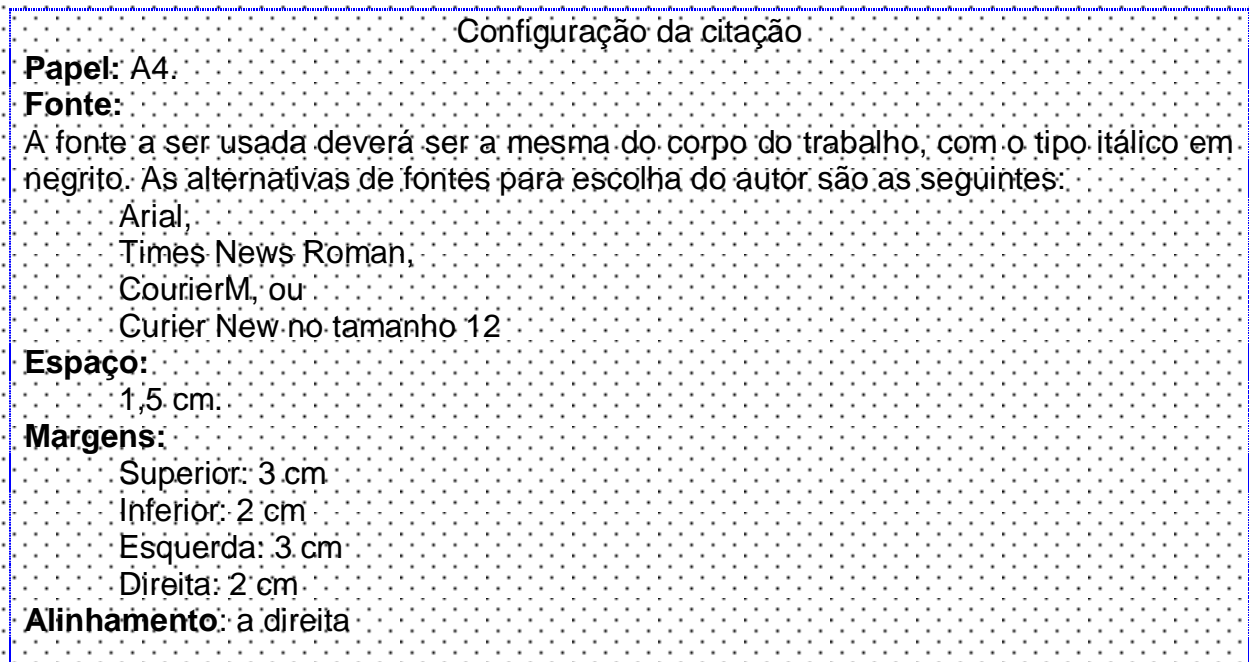 Configuração da citação
Papel: A4.
Fonte:
A fonte a ser usada deverá ser a mesma do corpo do trabalho, com o tipo itálico em
negrito. As alternativas de fontes para escolha do autor são as seguintes:
Arial,
Times News Roman,
CourierM, ou
Curier New no tamanho 12
Espaço:
1,5 cm.
Margens:
Superior: 3 cm
Inferior: 2 cm
Esquerda: 3 cm
Direita: 2 cm
Alinhamento: a direita